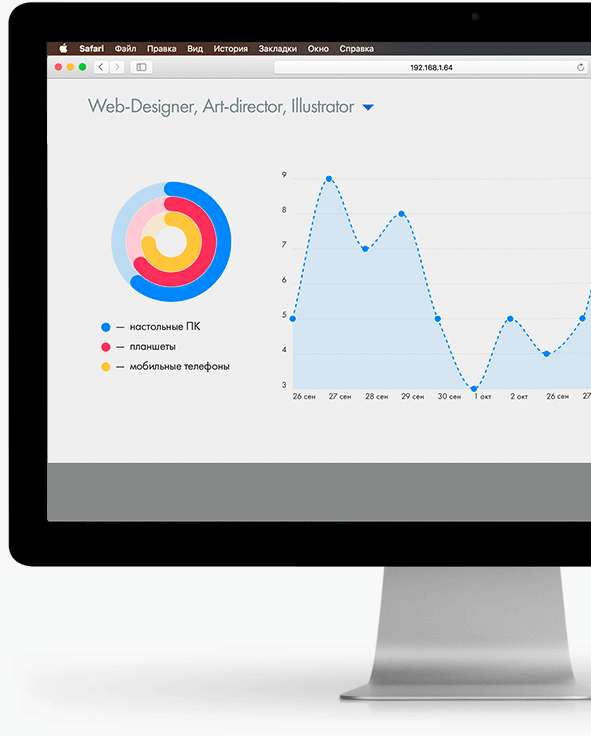 Safari Файл Правка Вид История Закладки Окно Справка
192.168.1.64
Web-Designer, Art-director, Illustrator
9
8
7
6
5
4
3
26 сен 27 сен 28 сен 29 сен 30 сен 1 окт 2 окт 26 сен 27
— настольные ПК
— планшеты
— мобильные телефоны